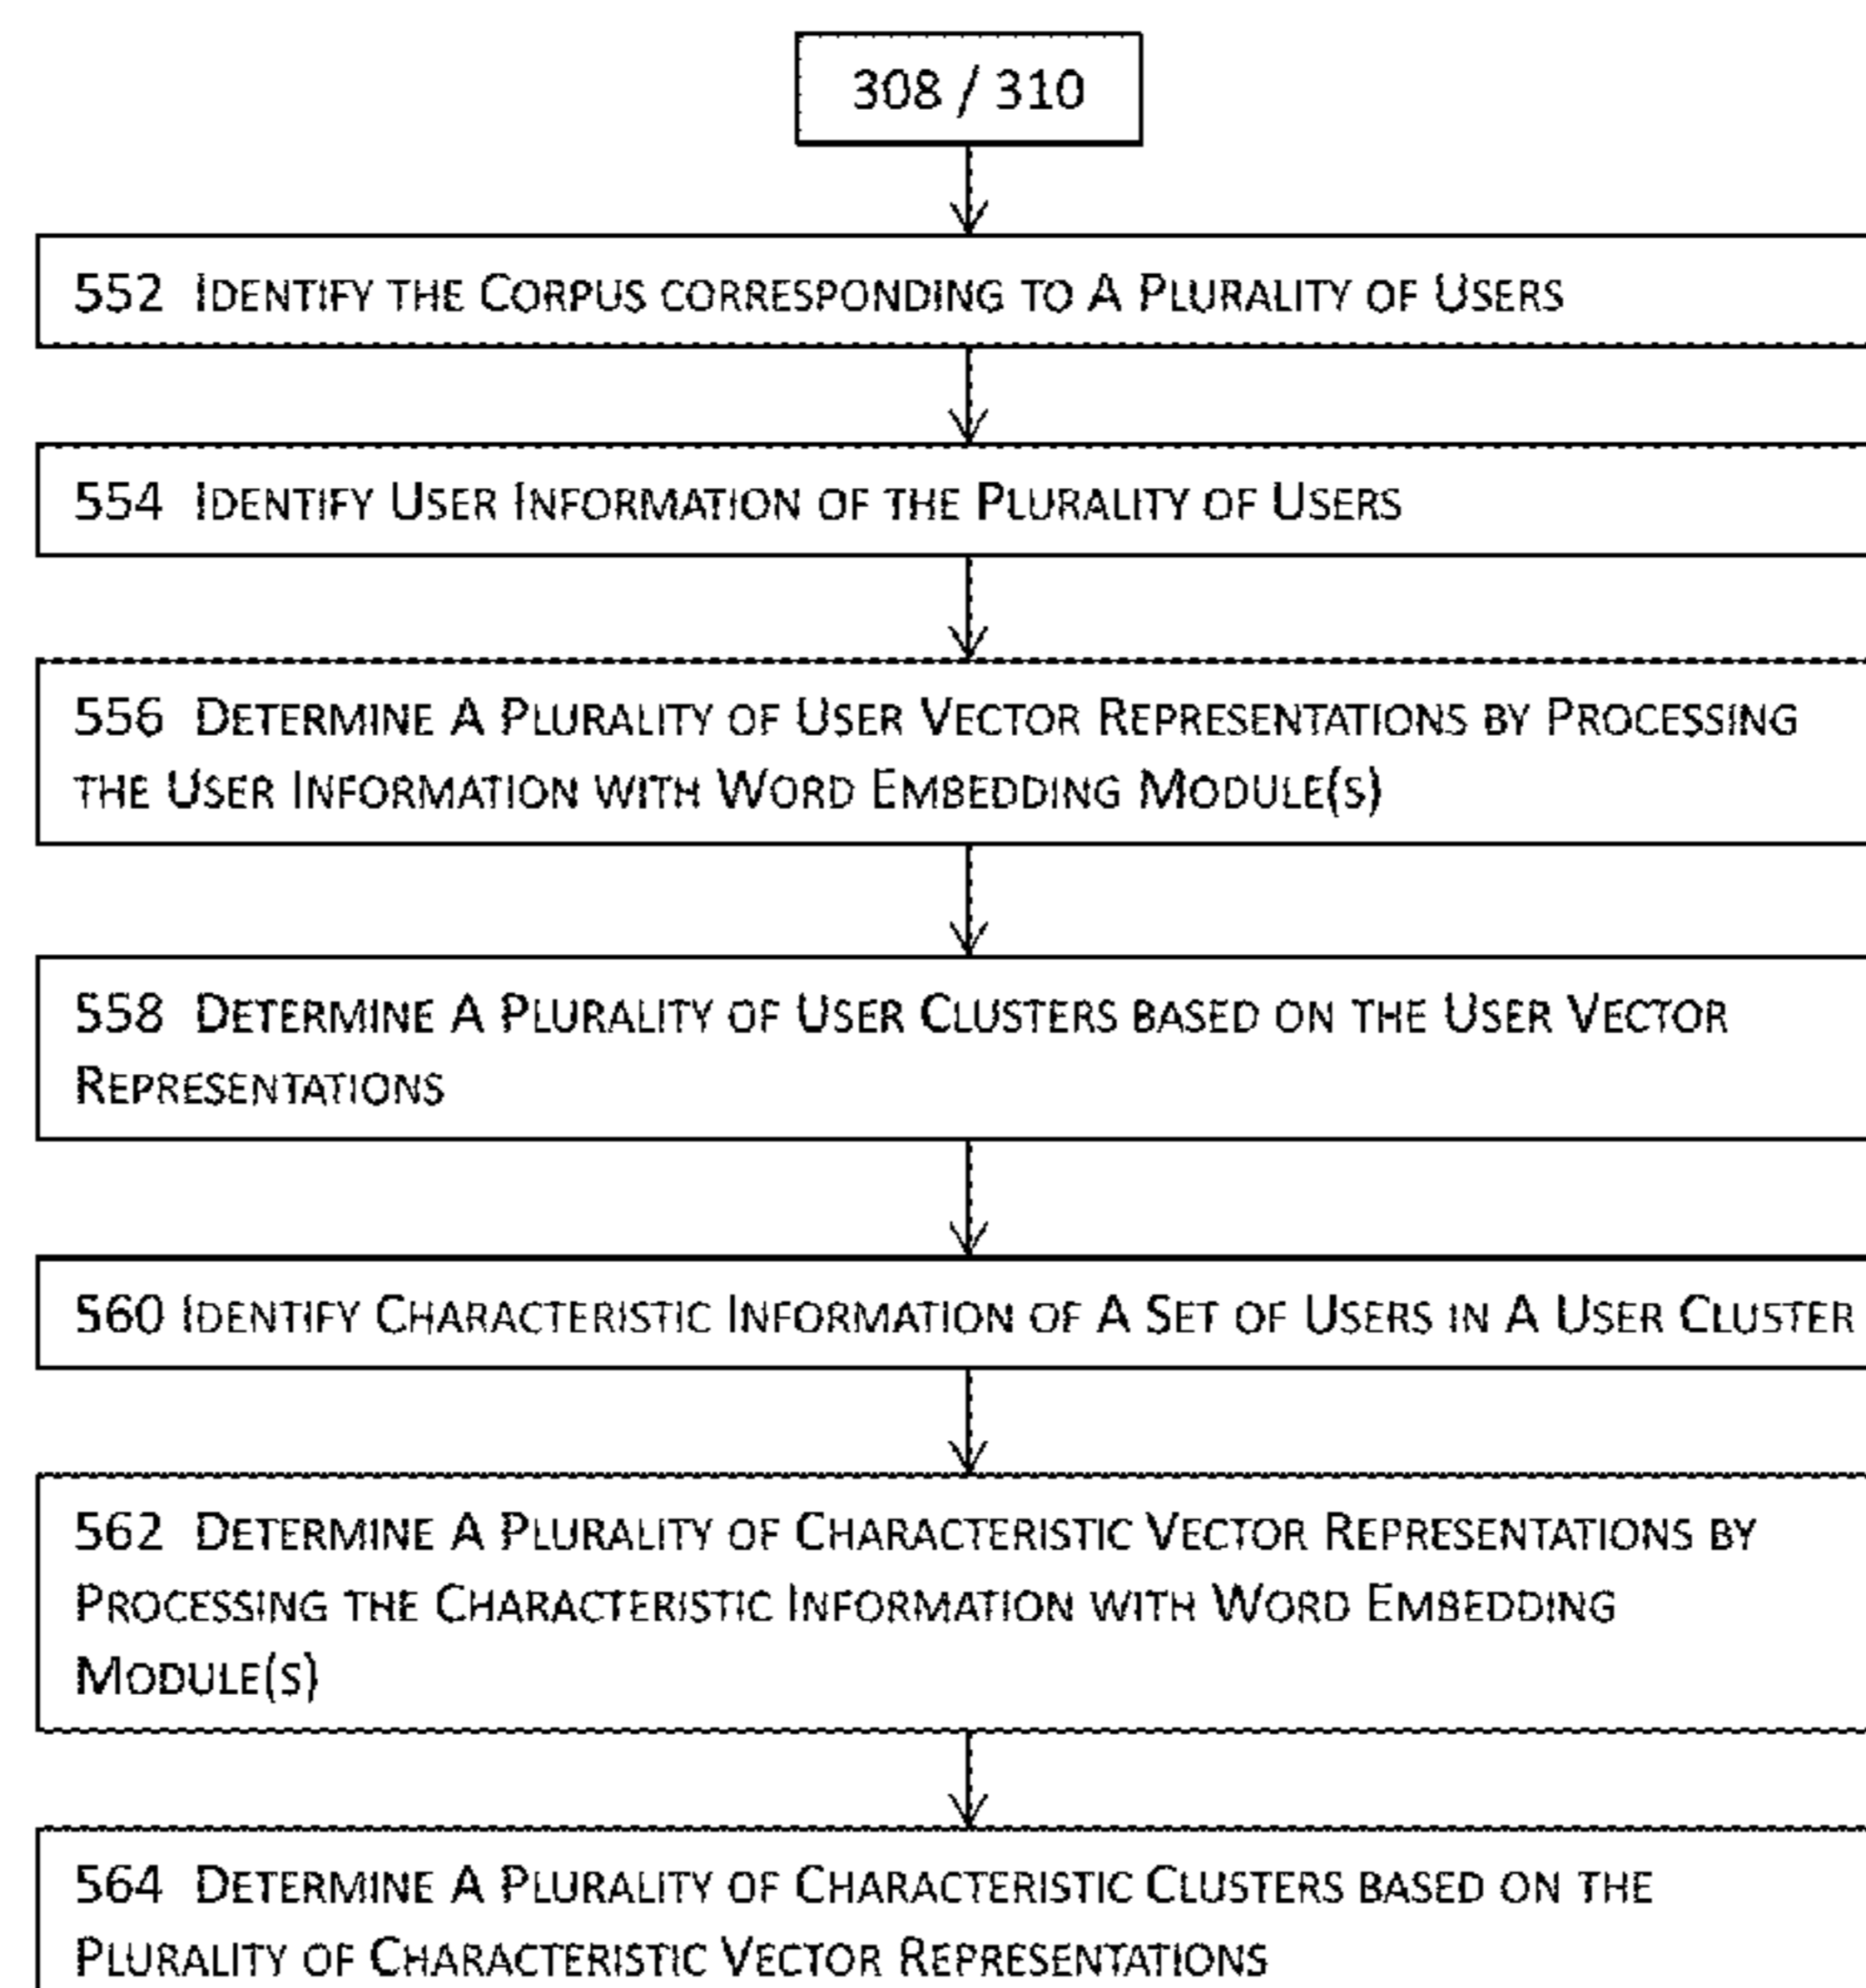 308 / 310
552 IDENTIFY THE CORPUS CORRESPONDING TO A PLURALITY OF USERS
554 IDENTIFY USER INFORMATION OF THE PLURALITY OF USERS
556 DETERMINE A PLURALITY OF USER VECTOR REPRESENTATIONS BY PROCESSING
THE USER INFORMATION WITH WORD EMBEDDING MODULE(S)
558 DETERMINE A PLURALITY OF USER CLUSTERS BASED ON THE USER VECTOR
REPRESENTATIONS
560 IDENTIFY CHARACTERISTIC INFORMATION OF A SET OF USERS IN A USER CLUSTER
562 DETERMINE A PLURALITY OF CHARACTERISTIC VECTOR REPRESENTATIONS BY
PROCESSING THE CHARACTERISTIC INFORMATION WITH WORD EMBEDDING
MODULE(S)
564 DETERMINE A PLURALITY OF CHARACTERISTIC CLUSTERS BASED ON THE
PLURALITY OF CHARACTERISTIC VECTOR REPRESENTATIONS